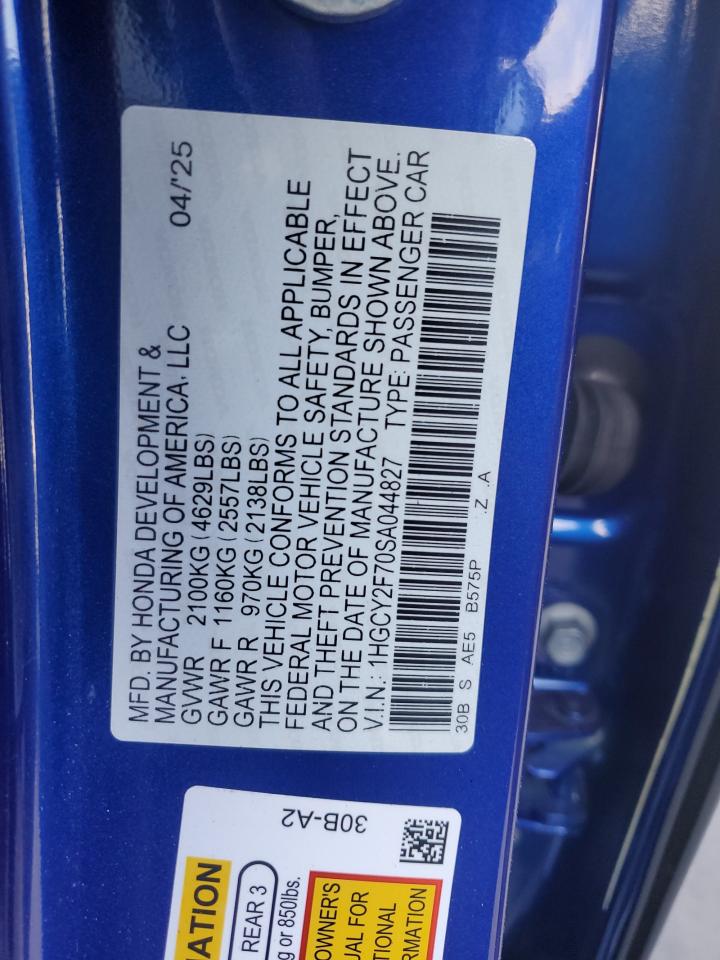 MFD. BY HONDA DEVELOPMENT &
MANUFACTURING OF AMERICA, LLC 04/'25
GVWR 2100KG (4629LBS)
GAWR F 1160KG (2557LBS)
GAWR R 970KG (2138LBS)
THIS VEHICLE CONFORMS TO ALL APPLICABLE
FEDERAL MOTOR VEHICLE SAFETY, BUMPER,
AND THEFT PREVENTION STANDARDS IN EFFECT
ON THE DATE OF MANUFACTURE SHOWN ABOVE.
V.I.N.: 1HGCY2F70SA044827 TYPE: PASSENGER CAR
30B S AE5 B575P .Z .A
30B-A2
ATION
REAR 3
g or 850lbs.
OWNER'S
UAL FOR
TIONAL
RMATION